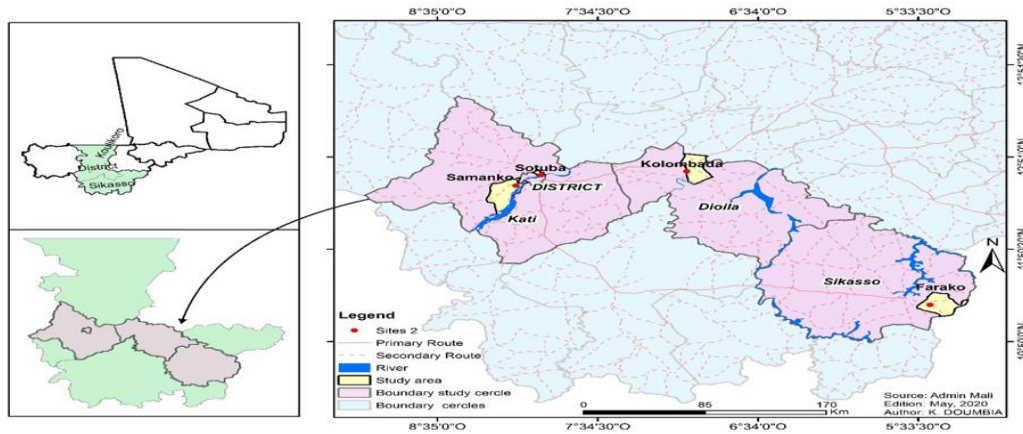 Koulikoro
District
Sikasso
8°35'0"O
7°34'30"O
6°34'0"O
5°33'30"O
Samanko
Sotuba
DISTRICT
Kati
Kolombada
Dioila
Sikasso
Farako
N
Legend
Sites 2
Primary Route
Secondary Route
River
Study area
Boundary study cercle
Boundary cercles
0 85 170
Km
Source: Admin Mali
Edition: May, 2020
Author: K. DOUMBIA
8°35'0"O
7°34'30"O
6°34'0"O
5°33'30"O